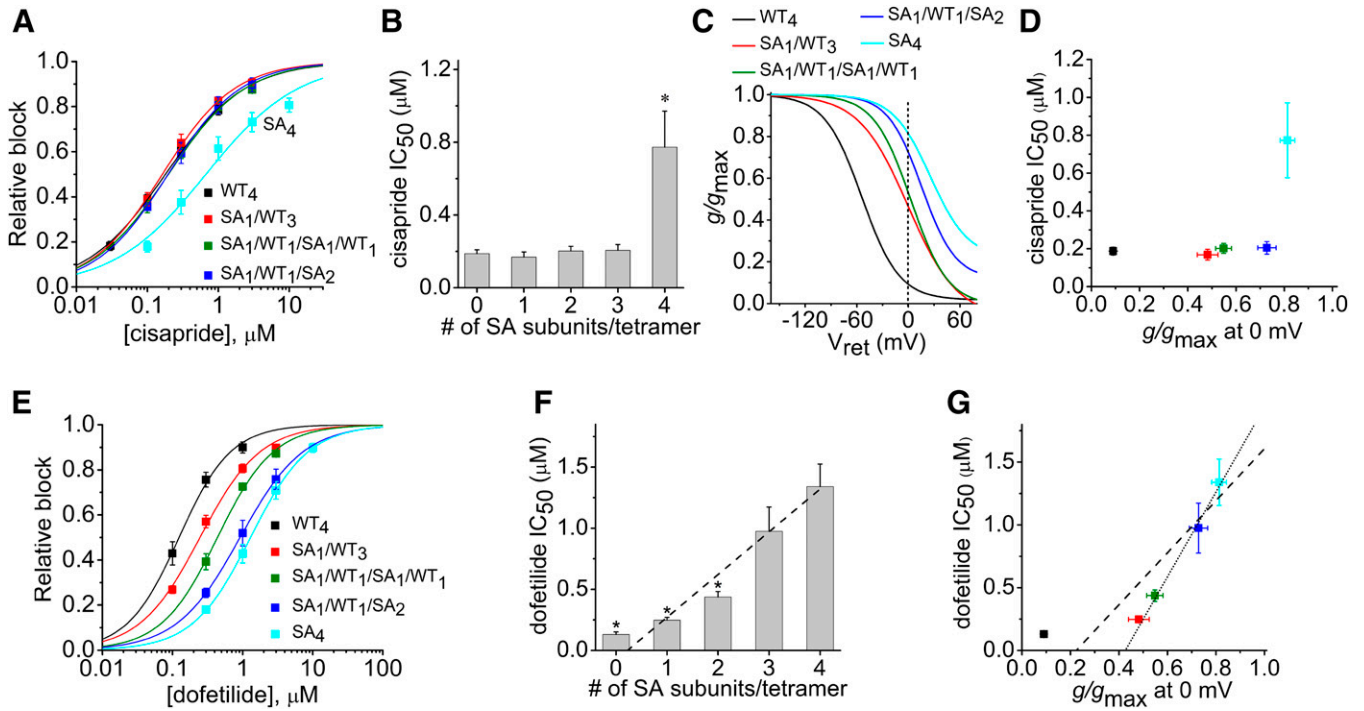 A
Relative block
1.0
0.8
0.6
0.4
0.2
0.0
SA4
WT4
SA1/WT3
SA1/WT1/SA1/WT1
SA1/WT1/SA2
0.01 0.1 1 10
[cisapride], μM
B
cisapride IC50 (μM)
1.2
0.8
0.4
0.0
*
0 1 2 3 4
# of SA subunits/tetramer
C
WT4 SA1/WT1/SA2
SA1/WT3 SA4
SA1/WT1/SA1/WT1
g/gmax
1.0
0.8
0.6
0.4
0.2
0.0
-120 -60 0 60
Vret (mV)
D
cisapride IC50 (μM)
1.2
1.0
0.8
0.6
0.4
0.2
0.0
0.0 0.2 0.4 0.6 0.8 1.0
g/gmax at 0 mV
E
Relative block
1.0
0.8
0.6
0.4
0.2
0.0
WT4
SA1/WT3
SA1/WT1/SA1/WT1
SA1/WT1/SA2
SA4
0.01 0.1 1 10 100
[dofetilide], μM
F
dofetilide IC50 (μM)
1.5
1.0
0.5
0.0
* * *
0 1 2 3 4
# of SA subunits/tetramer
G
dofetilide IC50 (μM)
1.5
1.0
0.5
0.0
0.0 0.2 0.4 0.6 0.8 1.0
g/gmax at 0 mV